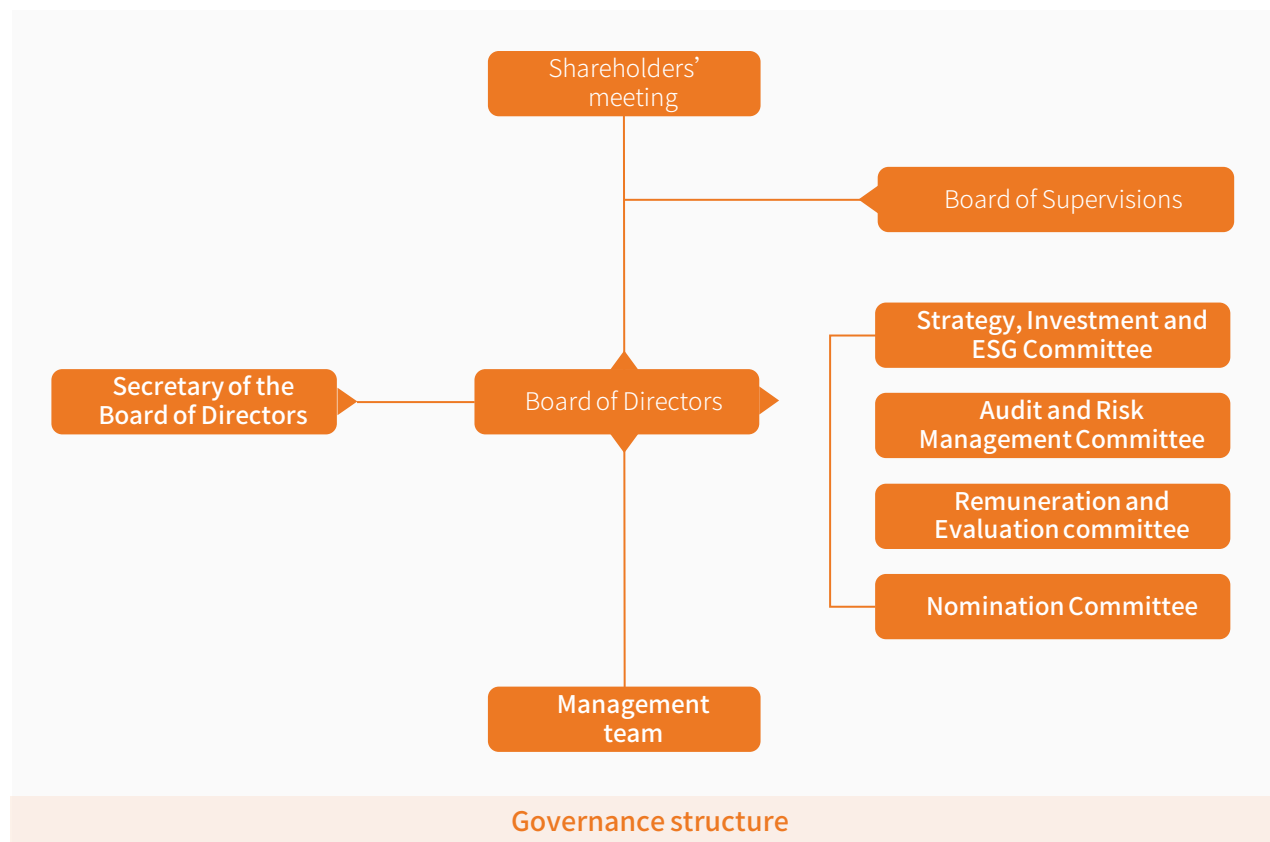 Shareholders’
meeting
Board of Supervisions
Strategy, Investment and
ESG Committee
Secretary of the
Board of Directors
Board of Directors
Audit and Risk
Management Committee
Remuneration and
Evaluation committee
Nomination Committee
Management
team
Governance structure